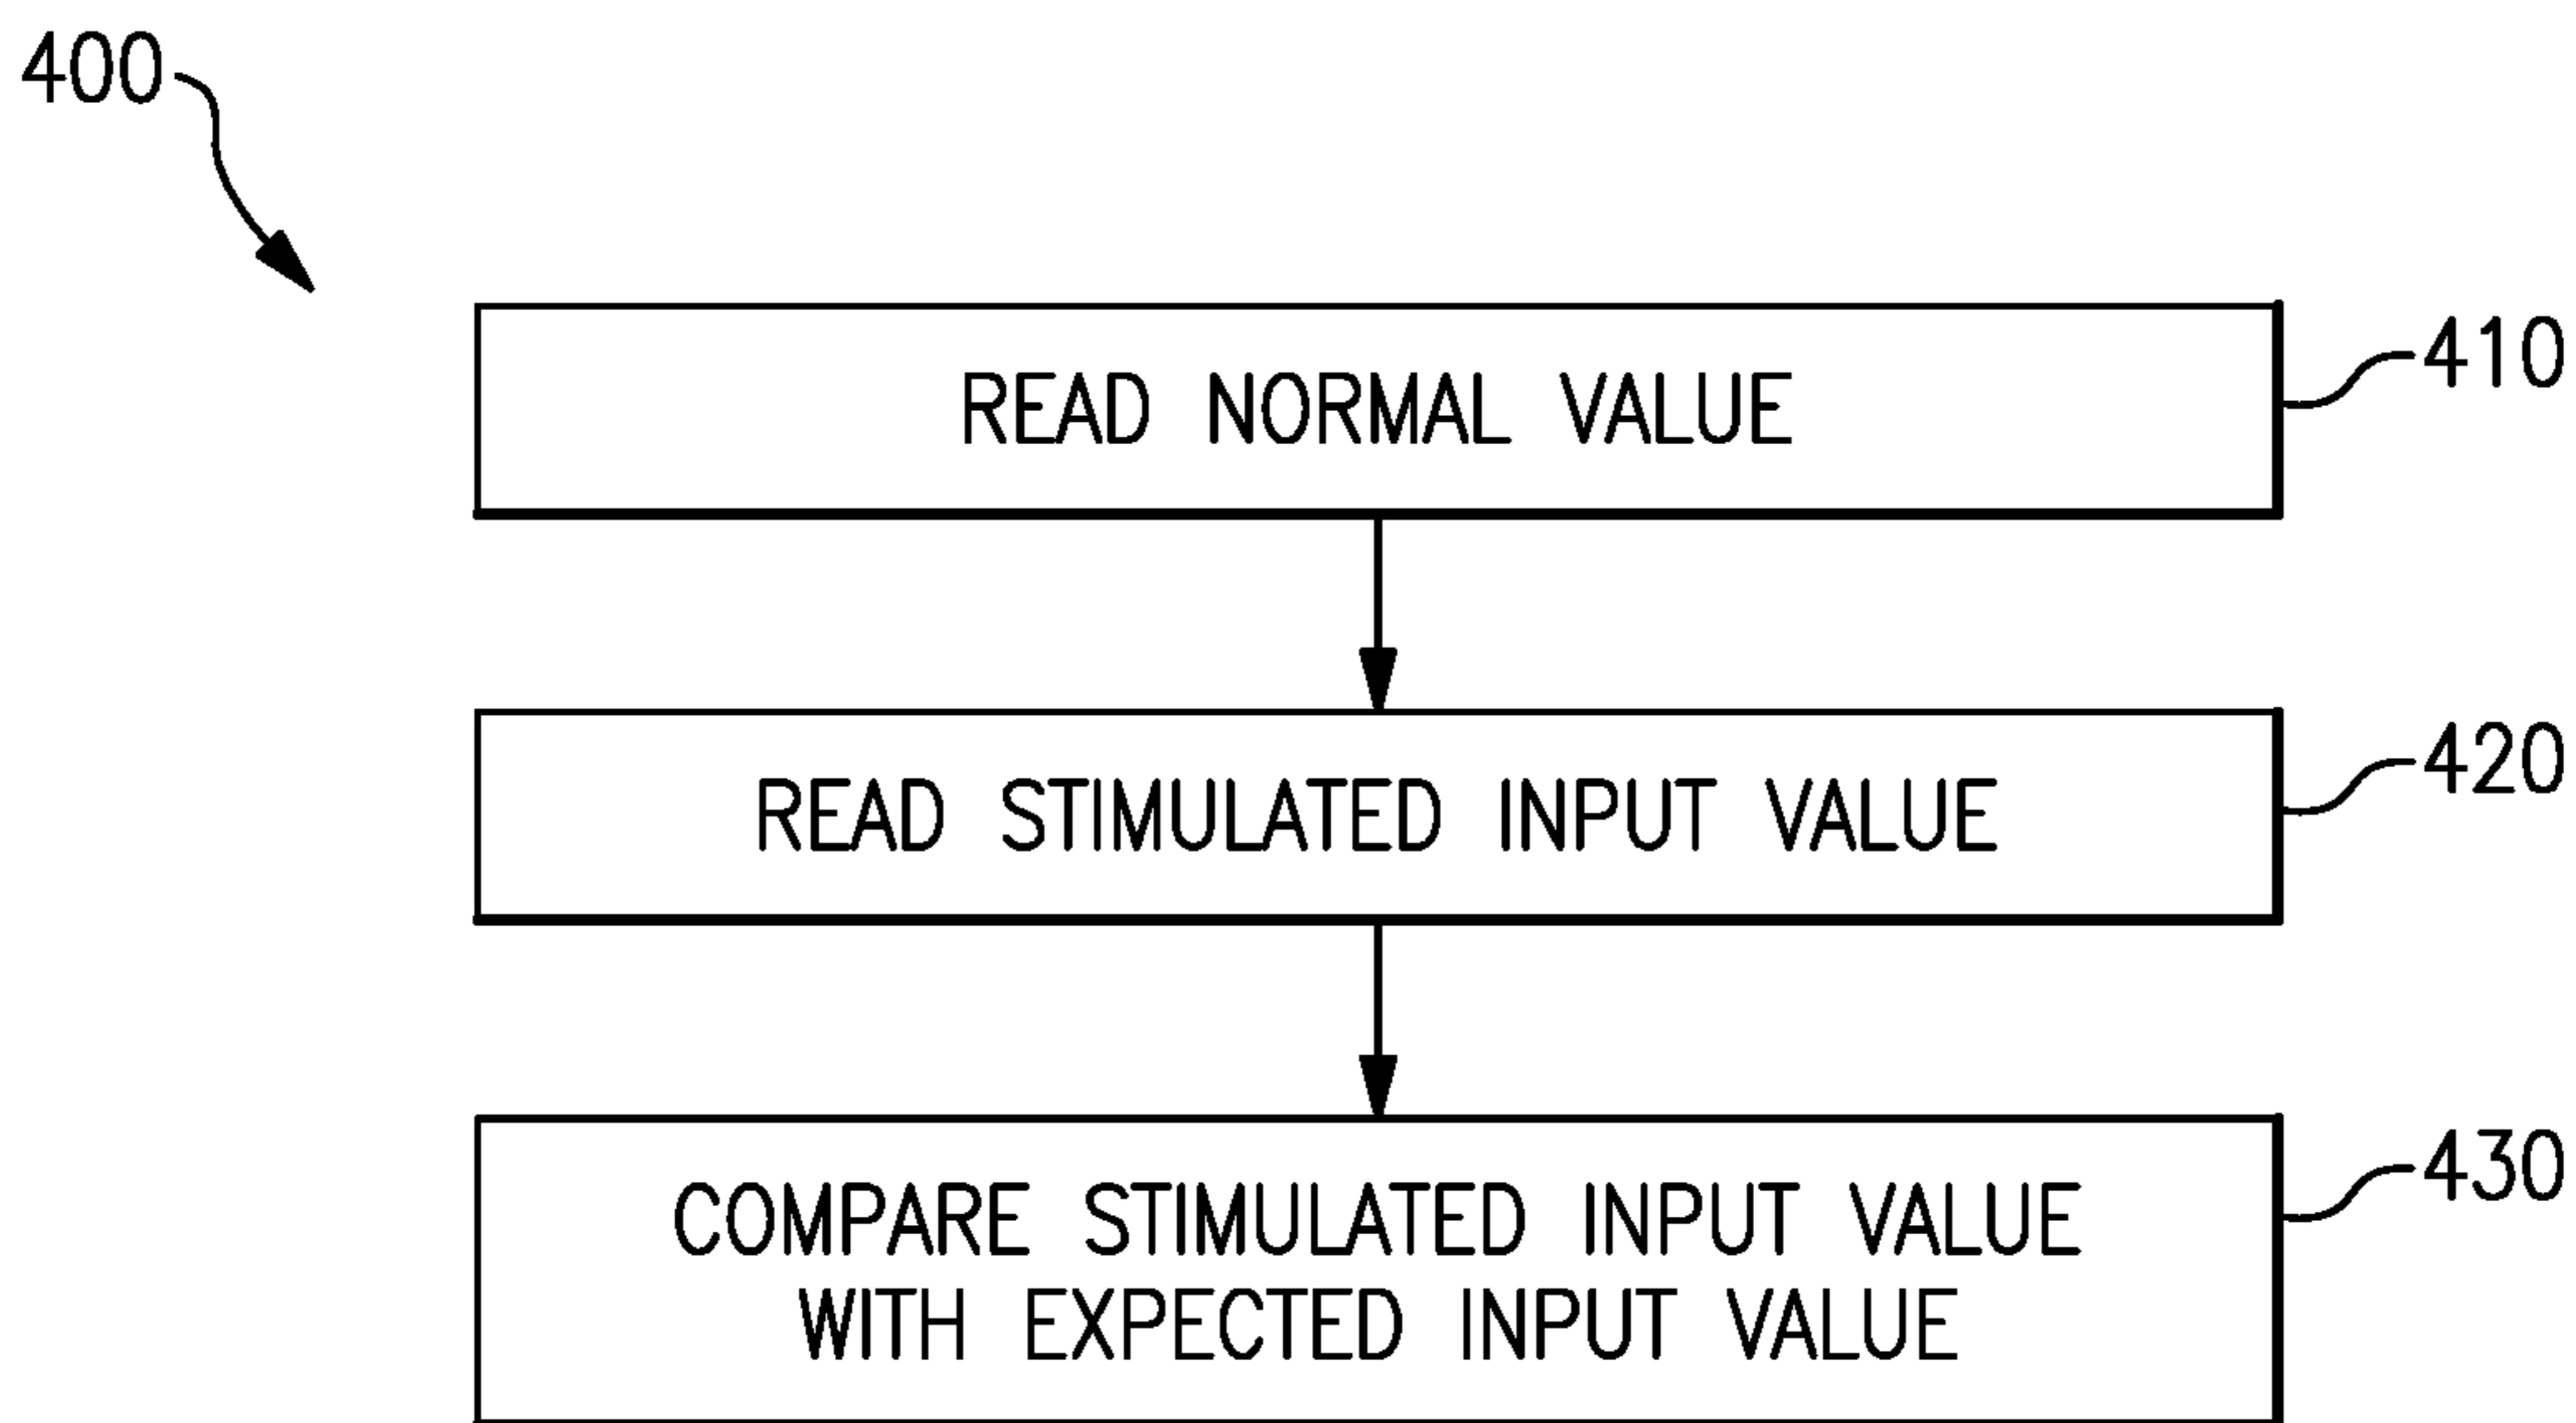 400
READ NORMAL VALUE
410
READ STIMULATED INPUT VALUE
420
COMPARE STIMULATED INPUT VALUE
WITH EXPECTED INPUT VALUE
430